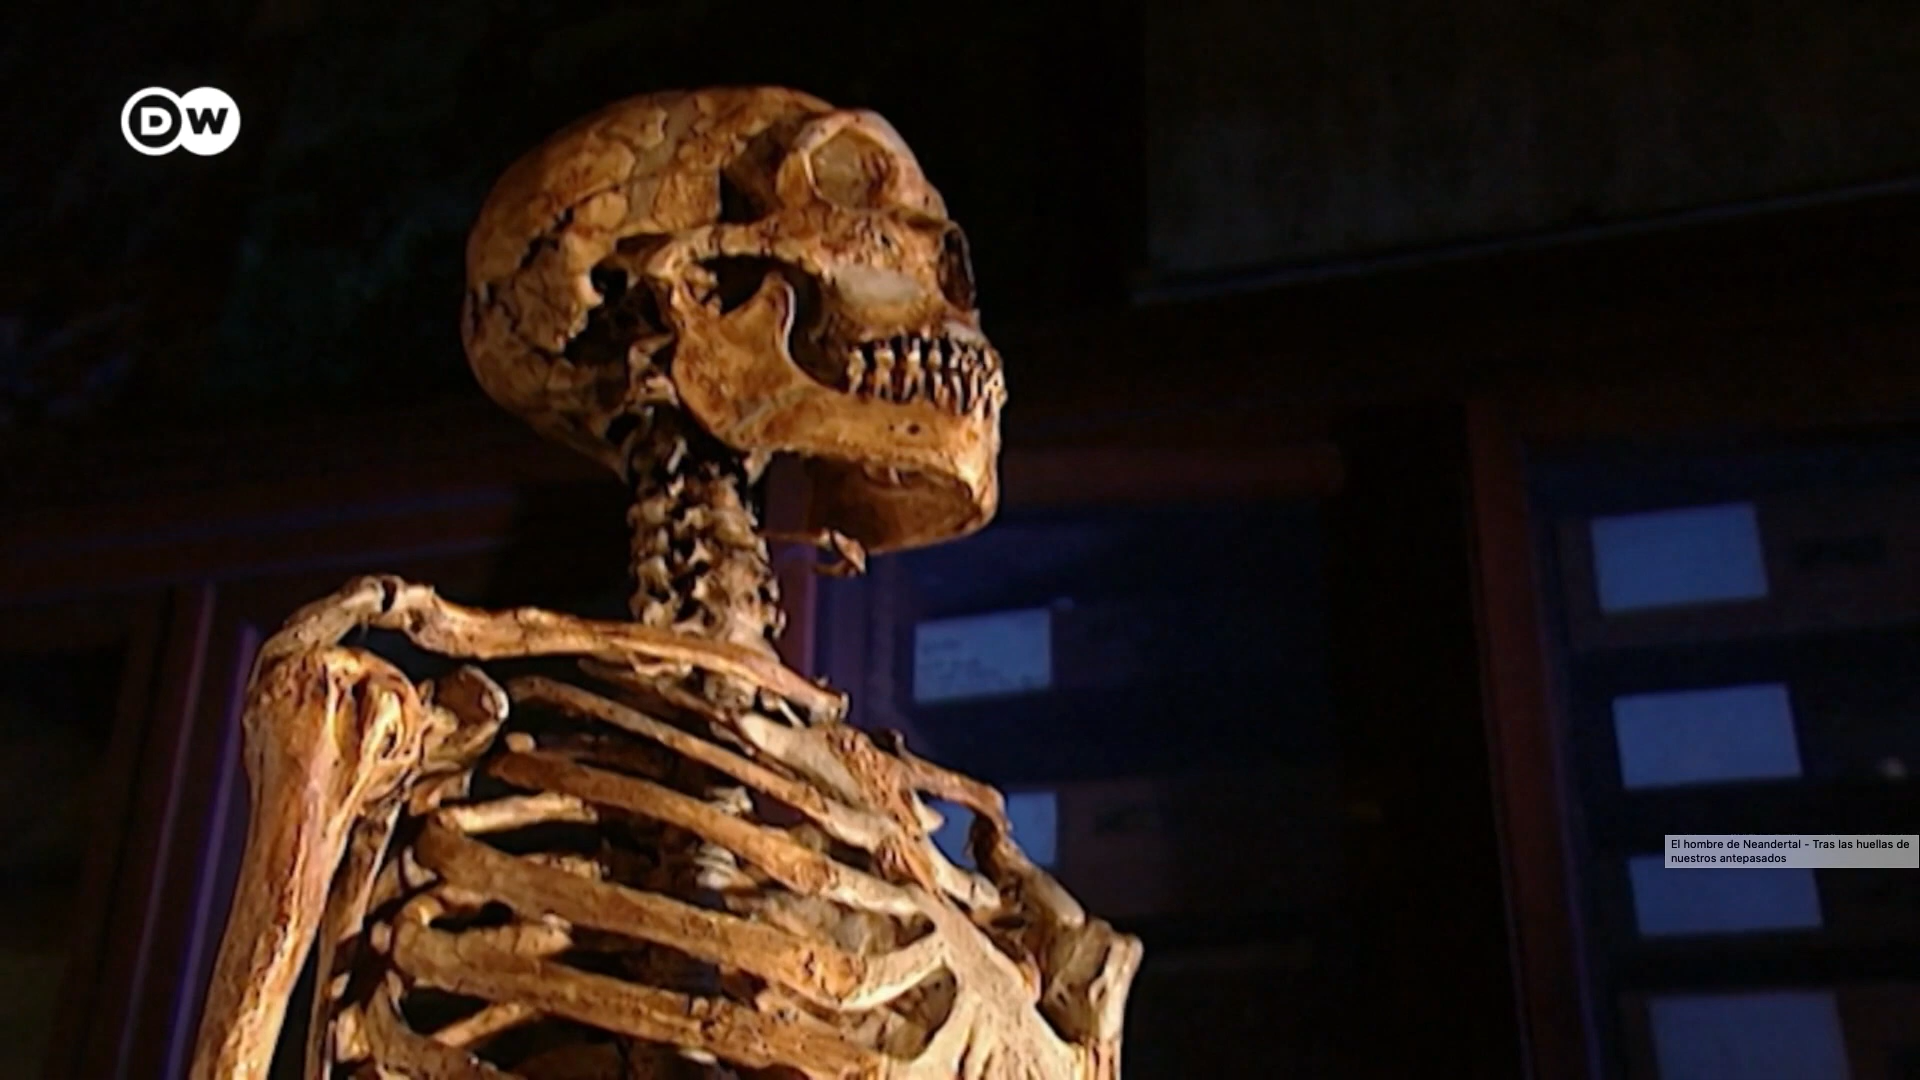 DW
El hombre de Neandertal - Tras las huellas de
nuestros antepasados